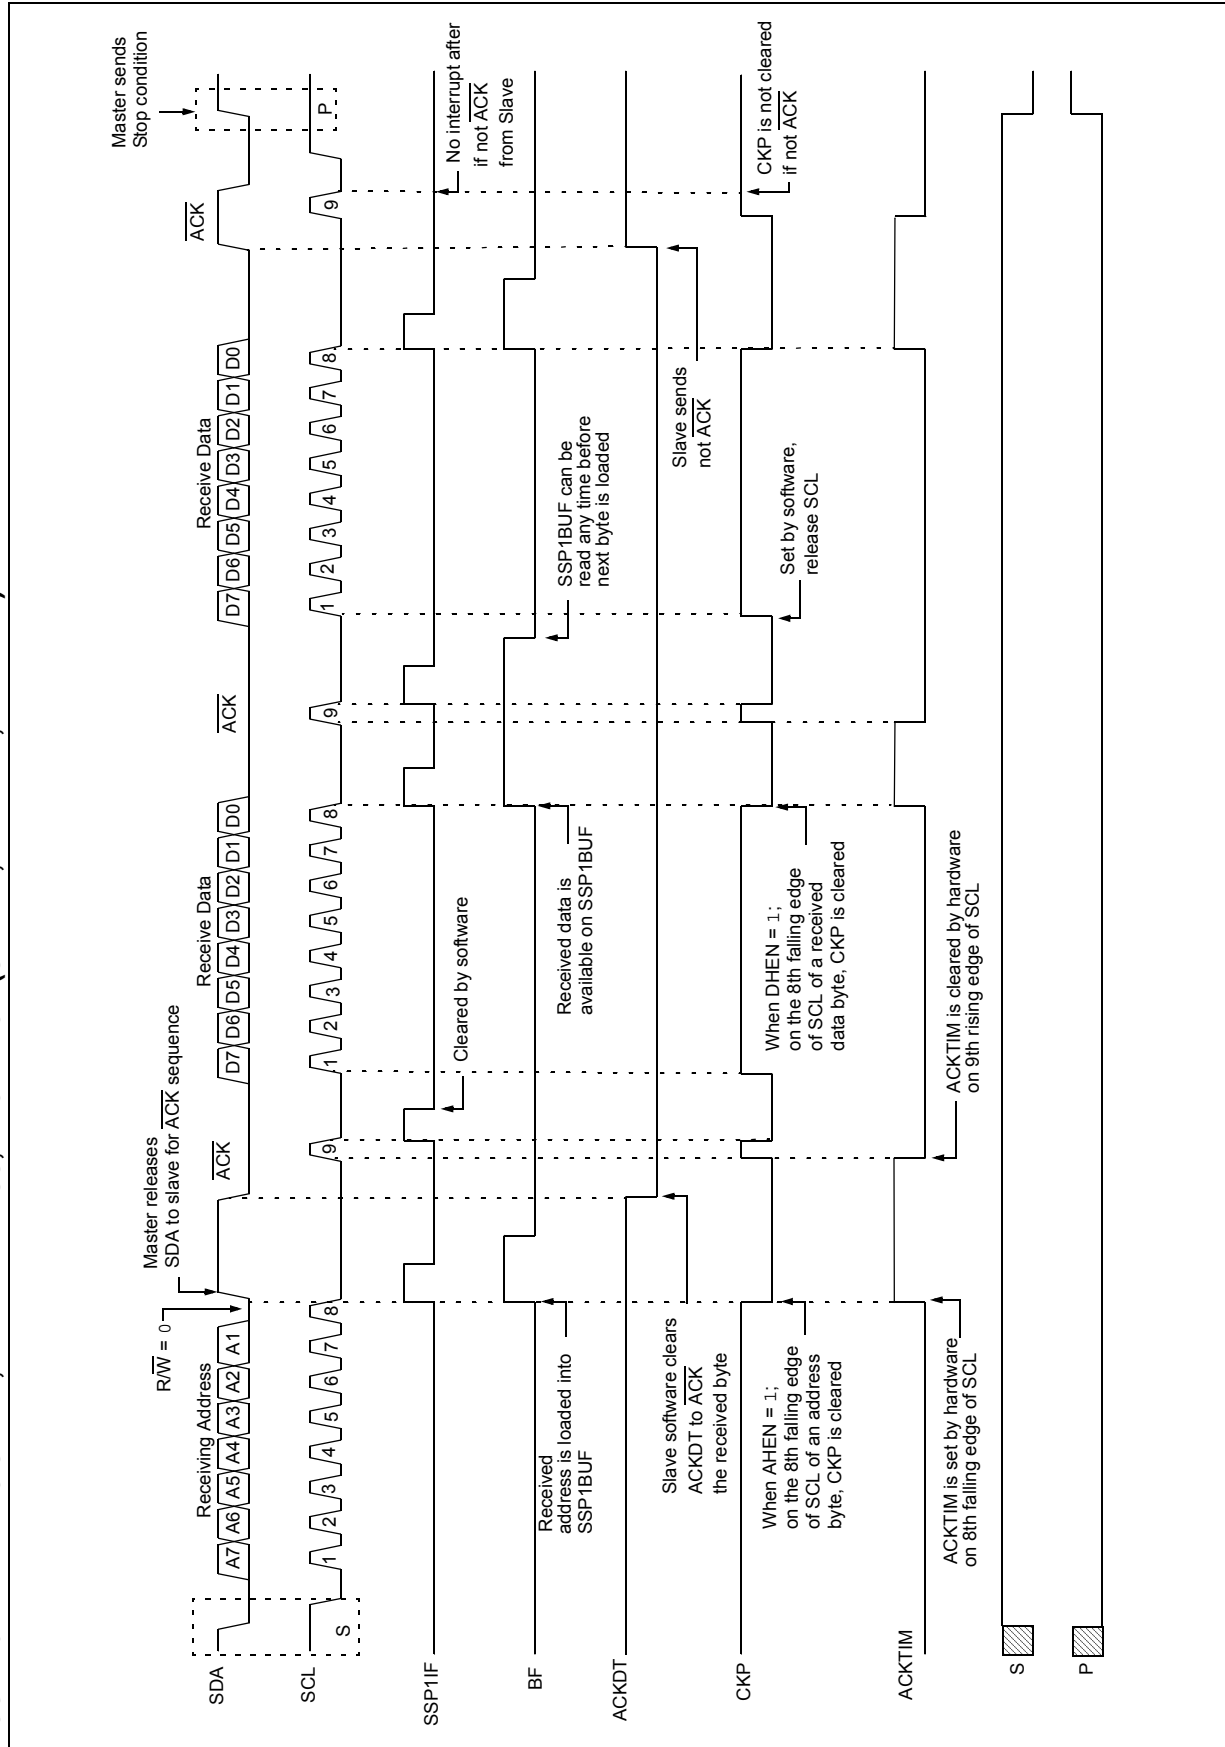 Master sends
Stop condition
Master releases
SDA to slave for ACK sequence
R/W = 0
Receiving Address
ACK
Receive Data
ACK
Receive Data
ACK
SDA
A7 A6 A5 A4 A3 A2 A1
D7 D6 D5 D4 D3 D2 D1 D0
D7 D6 D5 D4 D3 D2 D1 D0
SCL
S
1 2 3 4 5 6 7 8 9
1 2 3 4 5 6 7 8 9
1 2 3 4 5 6 7 8 9
P
SSP1IF
Cleared by software
No interrupt after
if not ACK
from Slave
BF
Received
address is loaded into
SSP1BUF
Received data is
available on SSP1BUF
SSP1BUF can be
read any time before
next byte is loaded
ACKDT
Slave software clears
ACKDT to ACK
the received byte
Slave sends
not ACK
CKP
When AHEN = 1;
on the 8th falling edge
of SCL of an address
byte, CKP is cleared
When DHEN = 1;
on the 8th falling edge
of SCL of a received
data byte, CKP is cleared
Set by software,
release SCL
CKP is not cleared
if not ACK
ACKTIM
ACKTIM is set by hardware
on 8th falling edge of SCL
ACKTIM is cleared by hardware
on 9th rising edge of SCL
S
P